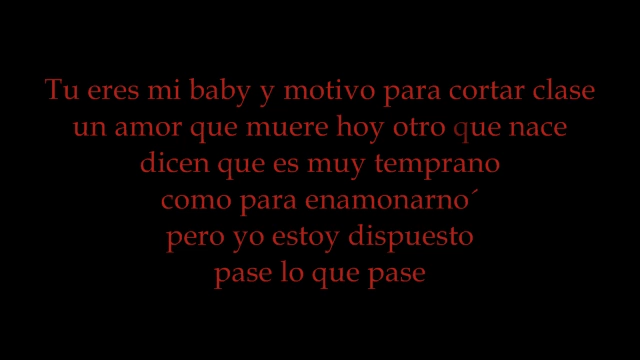 Tu eres mi baby y motivo para cortar clase
un amor que muere hoy otro que nace
dicen que es muy temprano
como para enamonarno´
pero yo estoy dispuesto
pase lo que pase